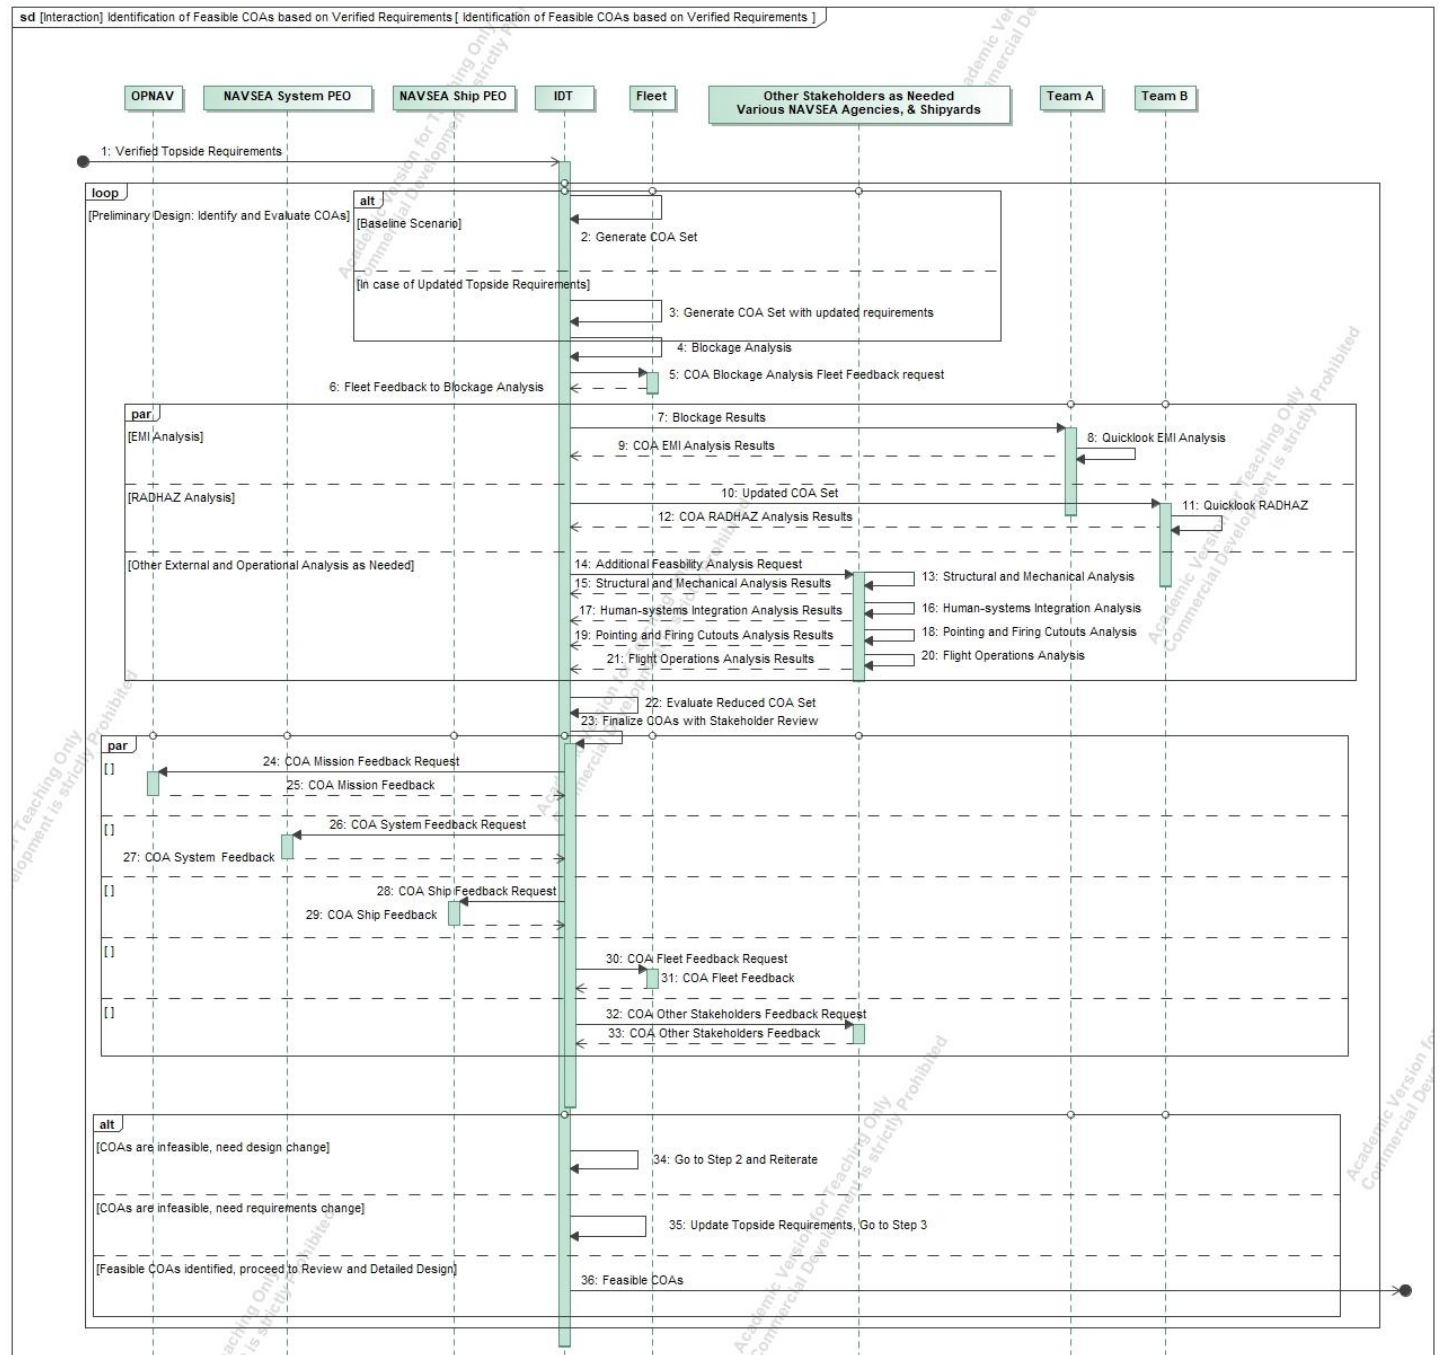 sd [Interaction] Identification of Feasible COAs based on Verified Requirements [ Identification of Feasible COAs based on Verified Requirements ]
OPNAV
NAVSEA System PEO
NAVSEA Ship PEO
IDT
Fleet
Other Stakeholders as Needed
Various NAVSEA Agencies, & Shipyards
Team A
Team B
1: Verified Topside Requirements
loop
[Preliminary Design: Identify and Evaluate COAs]
alt
[Baseline Scenario]
2: Generate COA Set
[In case of Updated Topside Requirements]
3: Generate COA Set with updated requirements
4: Blockage Analysis
5: COA Blockage Analysis Fleet Feedback request
6: Fleet Feedback to Blockage Analysis
par
[EMI Analysis]
7: Blockage Results
8: Quicklook EMI Analysis
9: COA EMI Analysis Results
[RADHAZ Analysis]
10: Updated COA Set
11: Quicklook RADHAZ
12: COA RADHAZ Analysis Results
[Other External and Operational Analysis as Needed]
14: Additional Feasbility Analysis Request
13: Structural and Mechanical Analysis
15: Structural and Mechanical Analysis Results
16: Human-systems Integration Analysis
17: Human-systems Integration Analysis Results
18: Pointing and Firing Cutouts Analysis
19: Pointing and Firing Cutouts Analysis Results
20: Flight Operations Analysis
21: Flight Operations Analysis Results
22: Evaluate Reduced COA Set
23: Finalize COAs with Stakeholder Review
par
[ ]
24: COA Mission Feedback Request
25: COA Mission Feedback
[ ]
26: COA System Feedback Request
27: COA System Feedback
[ ]
28: COA Ship Feedback Request
29: COA Ship Feedback
[ ]
30: COA Fleet Feedback Request
31: COA Fleet Feedback
[ ]
32: COA Other Stakeholders Feedback Request
33: COA Other Stakeholders Feedback
alt
[COAs are infeasible, need design change]
34: Go to Step 2 and Reiterate
[COAs are infeasible, need requirements change]
35: Update Topside Requirements, Go to Step 3
[Feasible COAs identified, proceed to Review and Detailed Design]
36: Feasible COAs
Academic Version for Teaching Only
Commercial Development is strictly Prohibited